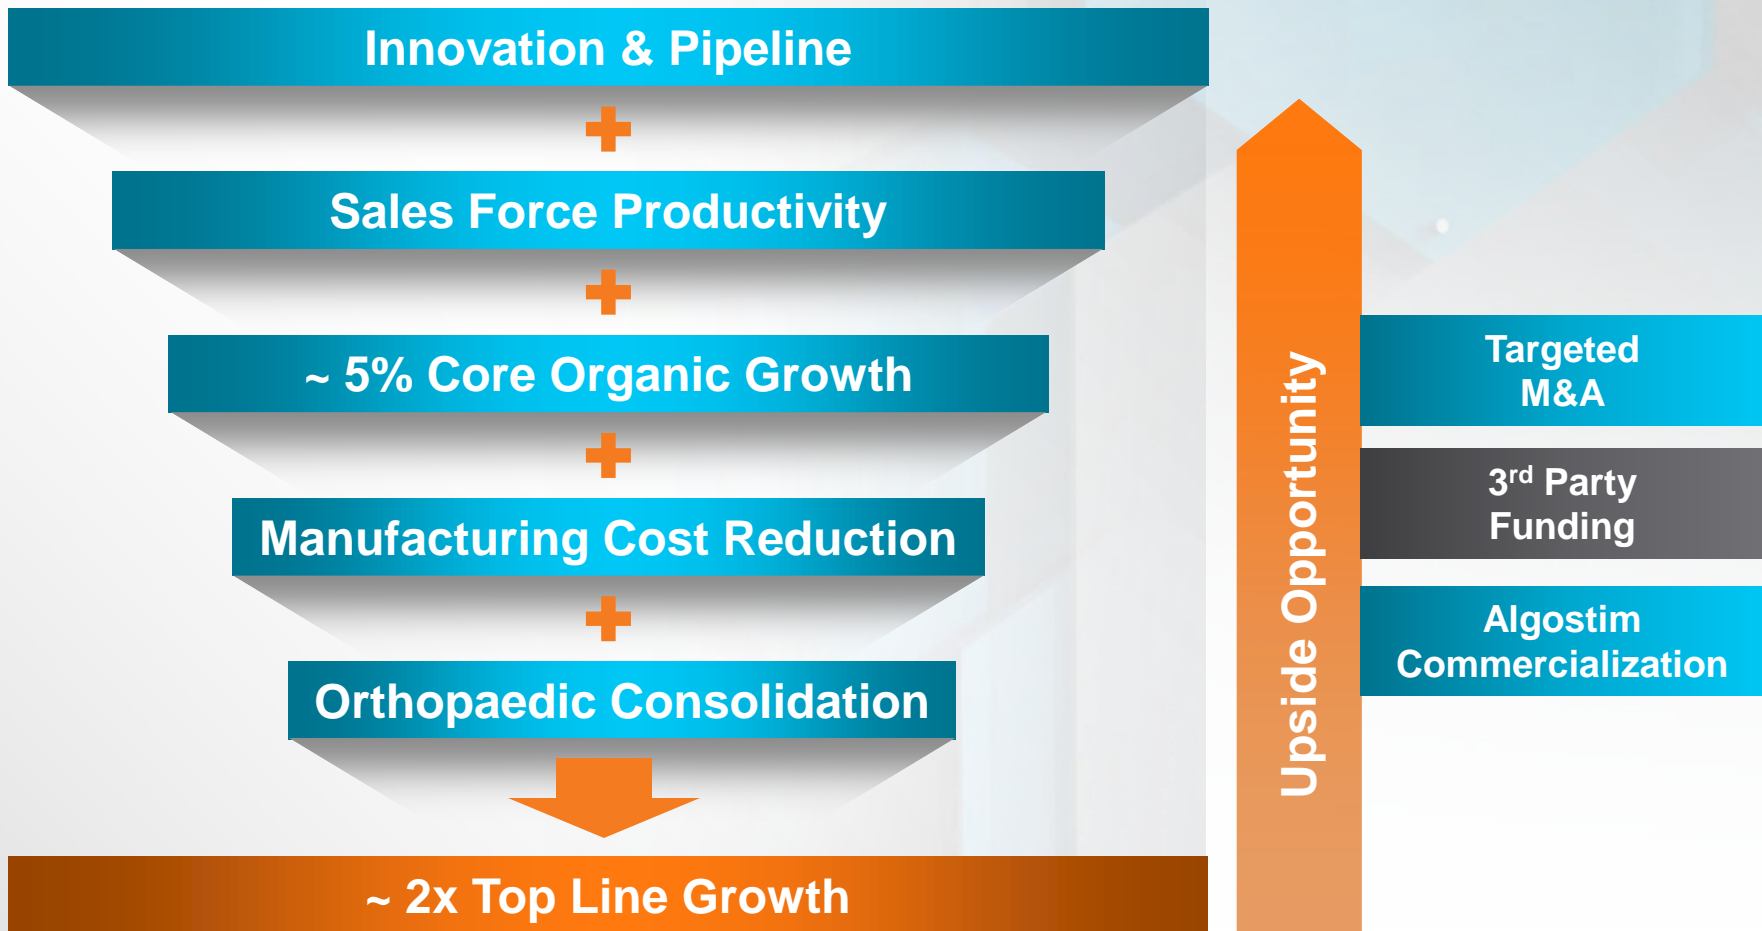 Innovation & Pipeline
Sales Force Productivity
~ 5% Core Organic Growth
Manufacturing Cost Reduction
Orthopaedic Consolidation
~ 2x Top Line Growth
Upside Opportunity
Targeted
M&A
3rd Party
Funding
Algostim
Commercialization